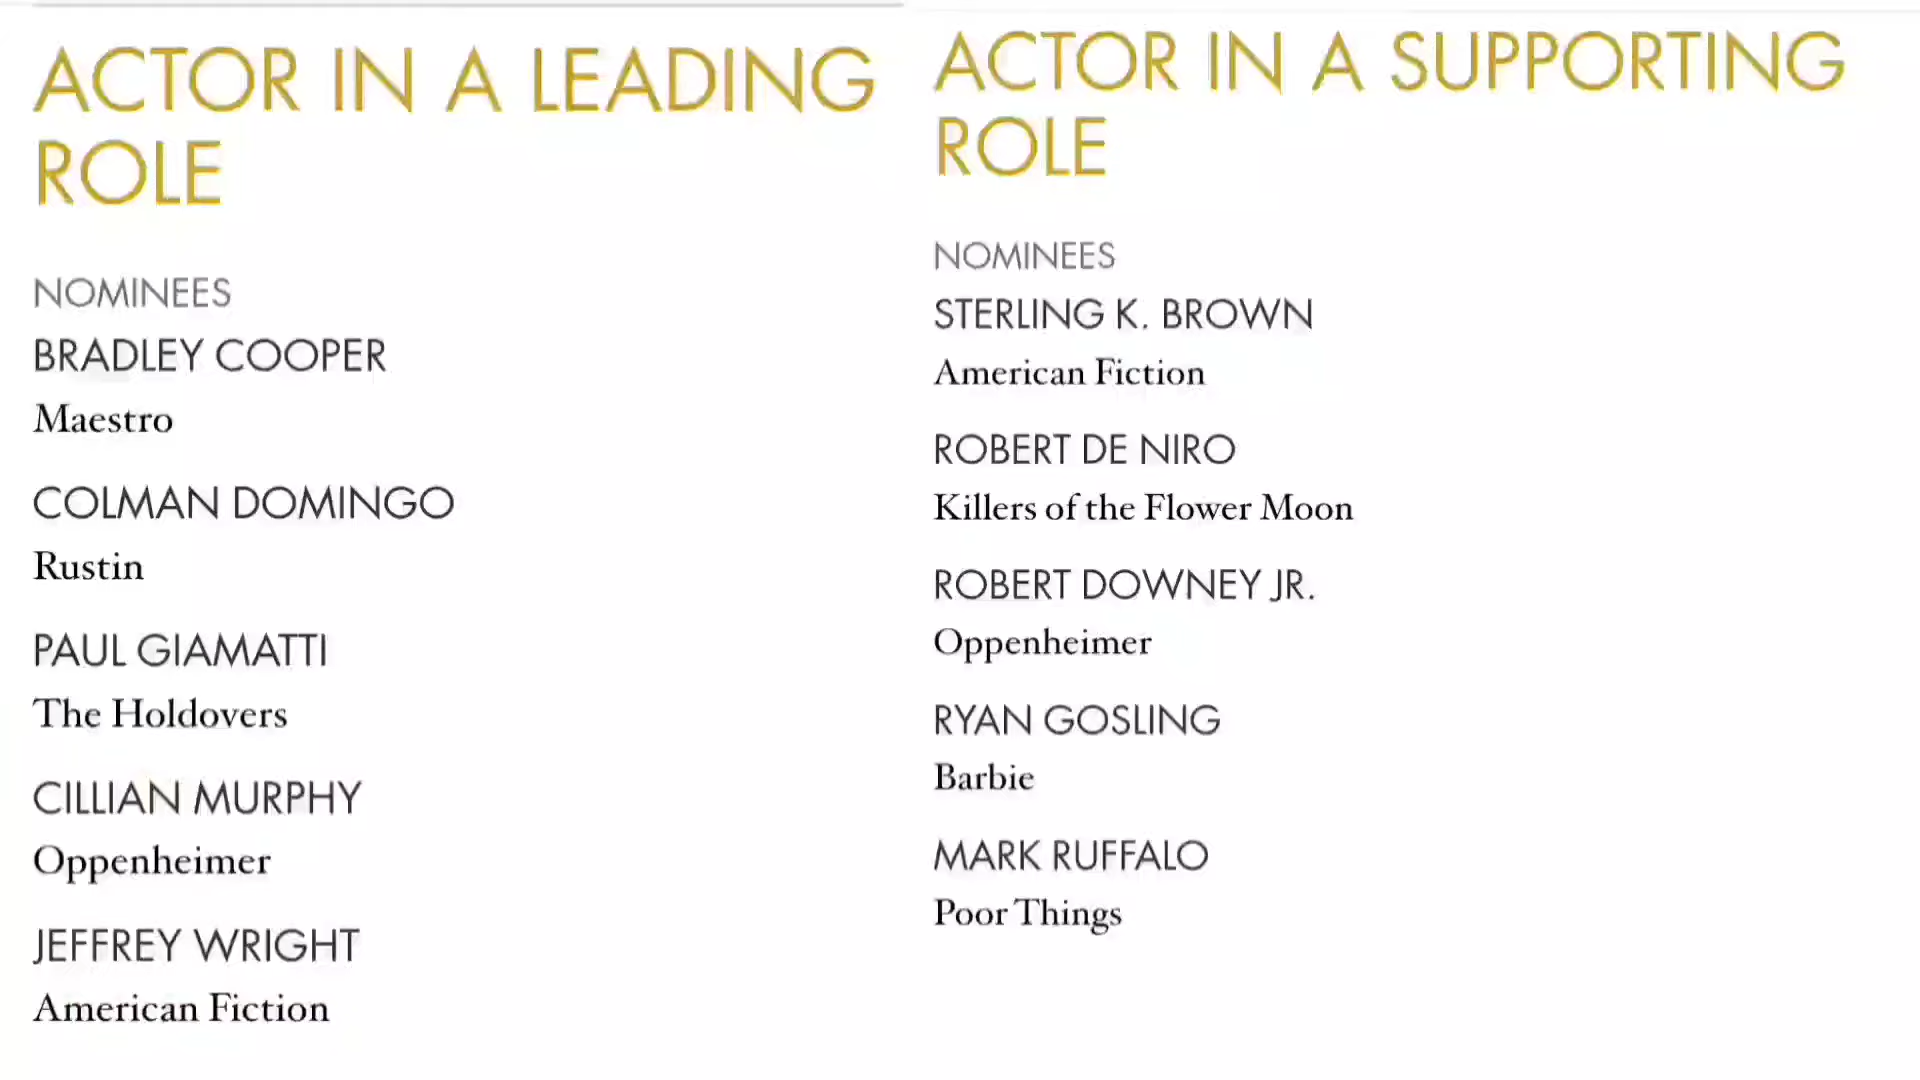 ACTOR IN A LEADING
ROLE
NOMINEES
BRADLEY COOPER
Maestro
COLMAN DOMINGO
Rustin
PAUL GIAMATTI
The Holdovers
CILLIAN MURPHY
Oppenheimer
JEFFREY WRIGHT
American Fiction
ACTOR IN A SUPPORTING
ROLE
NOMINEES
STERLING K. BROWN
American Fiction
ROBERT DE NIRO
Killers of the Flower Moon
ROBERT DOWNEY JR.
Oppenheimer
RYAN GOSLING
Barbie
MARK RUFFALO
Poor Things